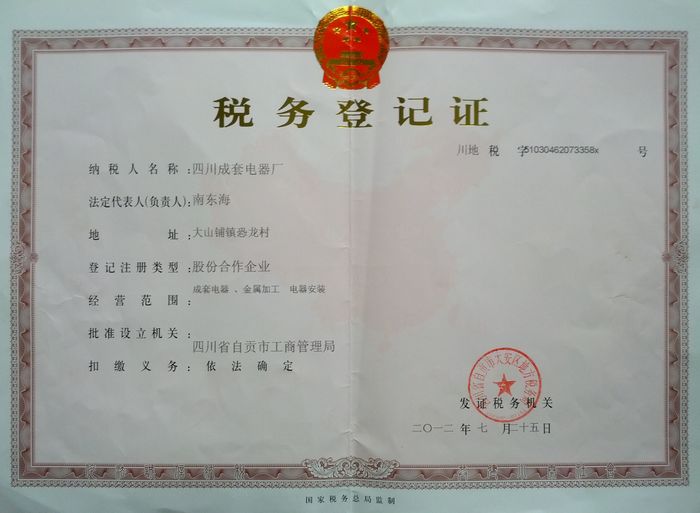 税务登记证
川地 税 字51030462073358x 号
纳税人名称:四川成套电器厂
法定代表人(负责人):南东海
地 址:大山铺镇恐龙村
登记注册类型:股份合作企业
经营范围:成套电器 、金属加工 电器安装
批准设立机关:四川省自贡市工商管理局
扣缴义务:依法确定
发证税务机关
二〇一二 年 七 月 二十五 日
国家税务总局监制